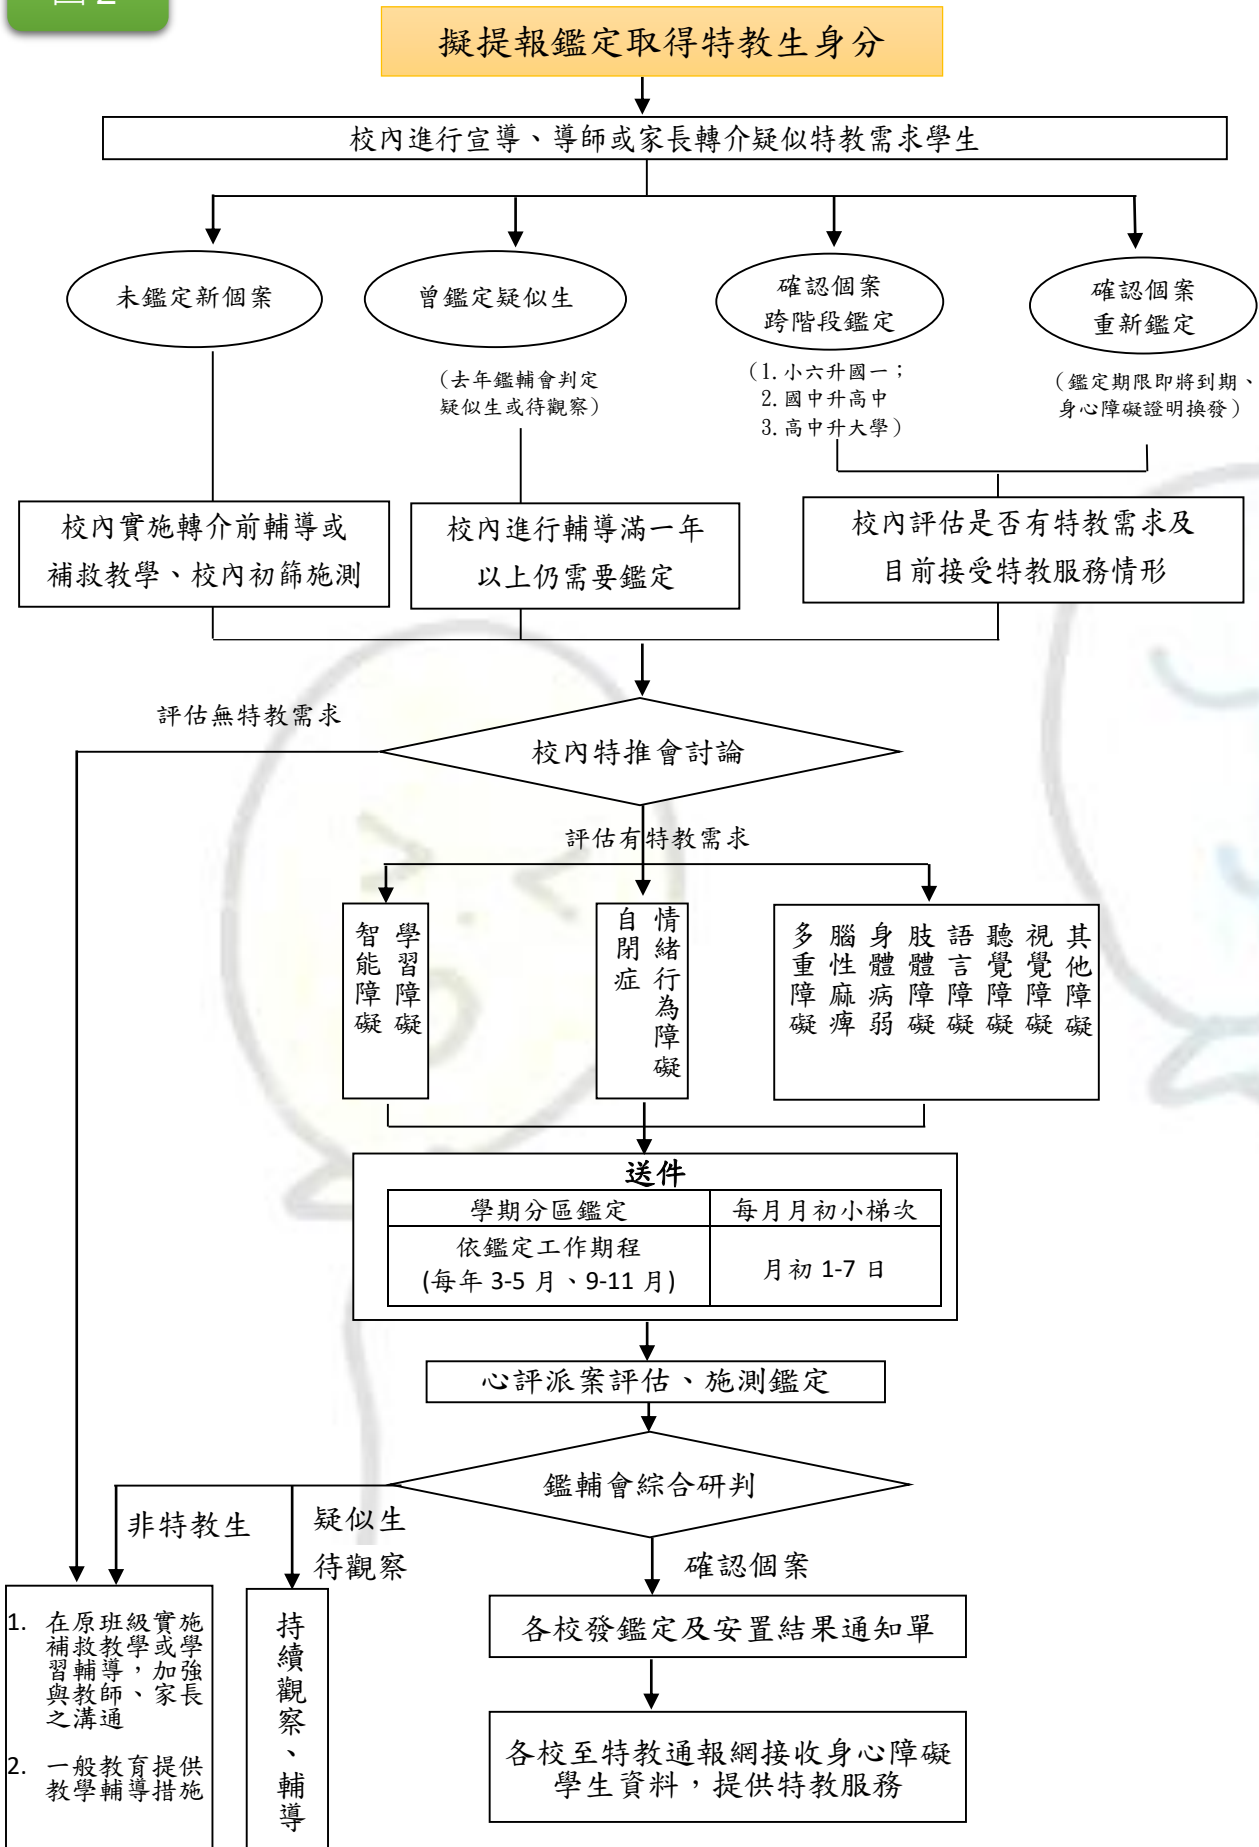 圖 2
擬提報鑑定取得特教生身分
校內進行宣導、導師或家長轉介疑似特教需求學生
未鑑定新個案
曾鑑定疑似生
(去年鑑輔會判定
疑似生或待觀察)
確認個案
跨階段鑑定
(1.小六升國一；
2.國中升高中
3.高中升大學)
確認個案
重新鑑定
(鑑定期限即將到期、
身心障礙證明換發)
校內實施轉介前輔導或
補救教學、校內初篩施測
校內進行輔導滿一年
以上仍需要鑑定
校內評估是否有特教需求及
目前接受特教服務情形
評估無特教需求
校內特推會討論
評估有特教需求
學習障礙
智能障礙
情緒行為障礙
自閉症
其他障礙
視覺障礙
聽覺障礙
語言障礙
肢體障礙
身體病弱
腦性麻痺
多重障礙
送件
學期分區鑑定
每月月初小梯次
依鑑定工作期程
(每年 3-5 月、9-11 月)
月初 1-7 日
心評派案評估、施測鑑定
鑑輔會綜合研判
非特教生
疑似生
待觀察
確認個案
1. 在原班級實施
補救教學或學
習輔導，加強
與教師、家長
之溝通
2. 一般教育提供
教學輔導措施
持續觀察、輔導
各校發鑑定及安置結果通知單
各校至特教通報網接收身心障礙
學生資料，提供特教服務